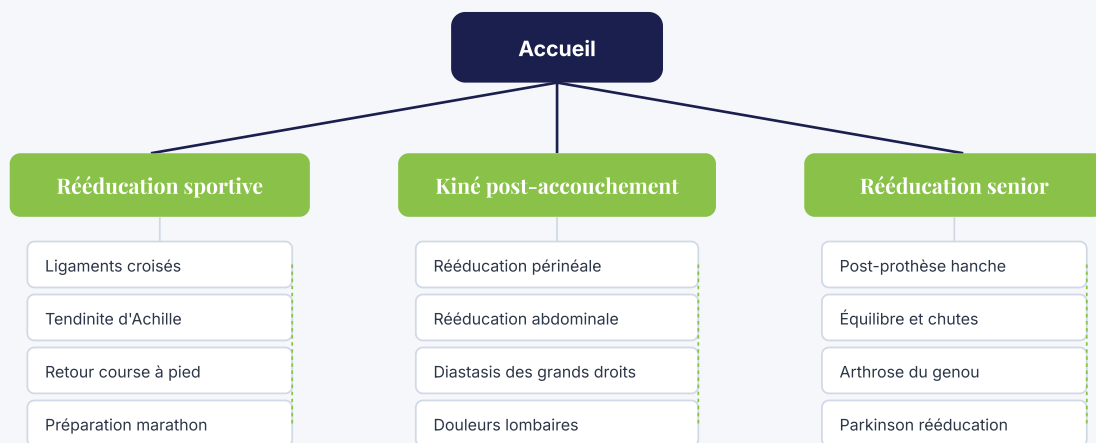 Accueil
Rééducation sportive
Ligaments croisés
Tendinite d'Achille
Retour course à pied
Préparation marathon
Kiné post-accouchement
Rééducation périnéale
Rééducation abdominale
Diastasis des grands droits
Douleurs lombaires
Rééducation senior
Post-prothèse hanche
Équilibre et chutes
Arthrose du genou
Parkinson rééducation